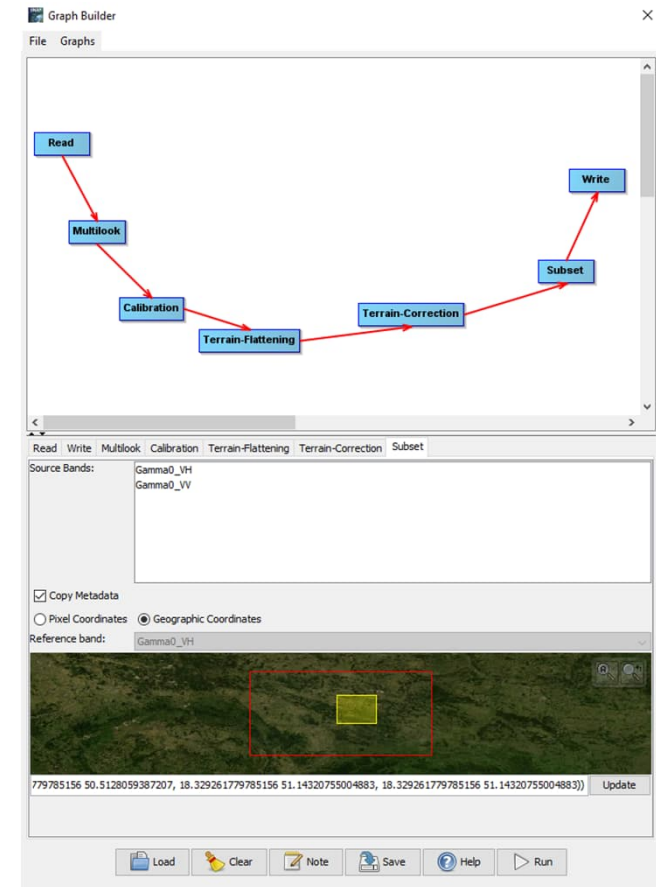 Graph Builder
File Graphs
Read
Write
Multilook
Subset
Calibration
Terrain-Correction
Terrain-Flattening
Read Write Multilook Calibration Terrain-Flattening Terrain-Correction Subset
Source Bands:
Gamma0_VH
Gamma0_VV
Copy Metadata
Pixel Coordinates Geographic Coordinates
Reference band: Gamma0_VH
779785156 50.5128059387207, 18.329261779785156 51.14320755004883, 18.329261779785156 51.14320755004883)) Update
Load Clear Note Save Help Run